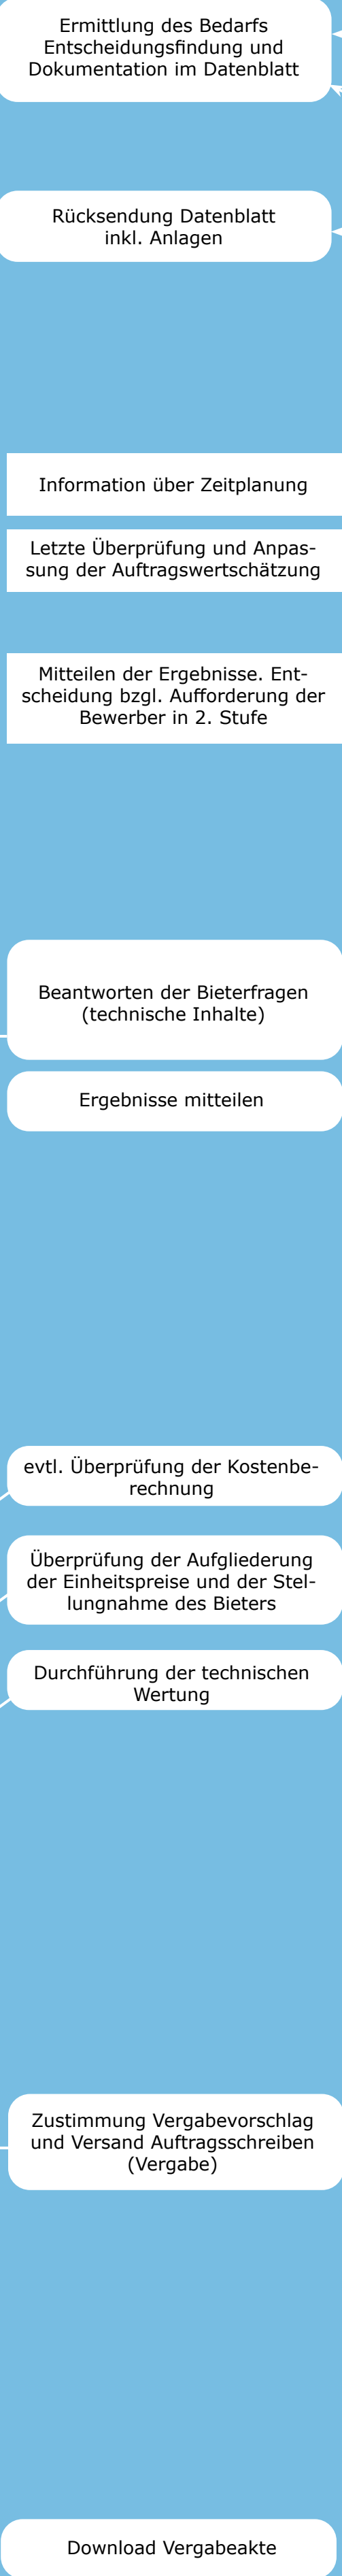 Ermittlung des Bedarfs
Entscheidungsfindung und
Dokumentation im Datenblatt
Rücksendung Datenblatt
inkl. Anlagen
Information über Zeitplanung
Letzte Überprüfung und Anpas-
sung der Auftragswertschätzung
Mitteilen der Ergebnisse. Ent-
scheidung bzgl. Aufforderung der
Bewerber in 2. Stufe
Beantworten der Bieterfragen
(technische Inhalte)
Ergebnisse mitteilen
evtl. Überprüfung der Kostenbe-
rechnung
Überprüfung der Aufgliederung
der Einheitspreise und der Stel-
lungnahme des Bieters
Durchführung der technischen
Wertung
Zustimmung Vergabevorschlag
und Versand Auftragsschreiben
(Vergabe)
Download Vergabeakte